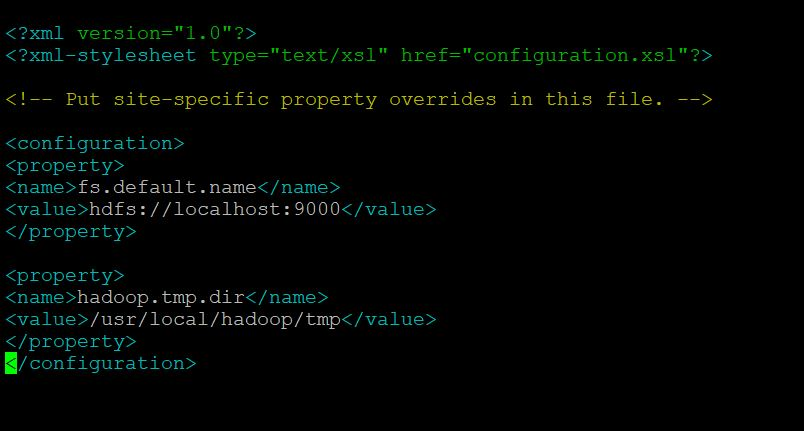 <?xml version="1.0"?>
<?xml-stylesheet type="text/xsl" href="configuration.xsl"?>
<!-- Put site-specific property overrides in this file. -->
<configuration>
<property>
<name>fs.default.name</name>
<value>hdfs://localhost:9000</value>
</property>
<property>
<name>hadoop.tmp.dir</name>
<value>/usr/local/hadoop/tmp</value>
</property>
</configuration>